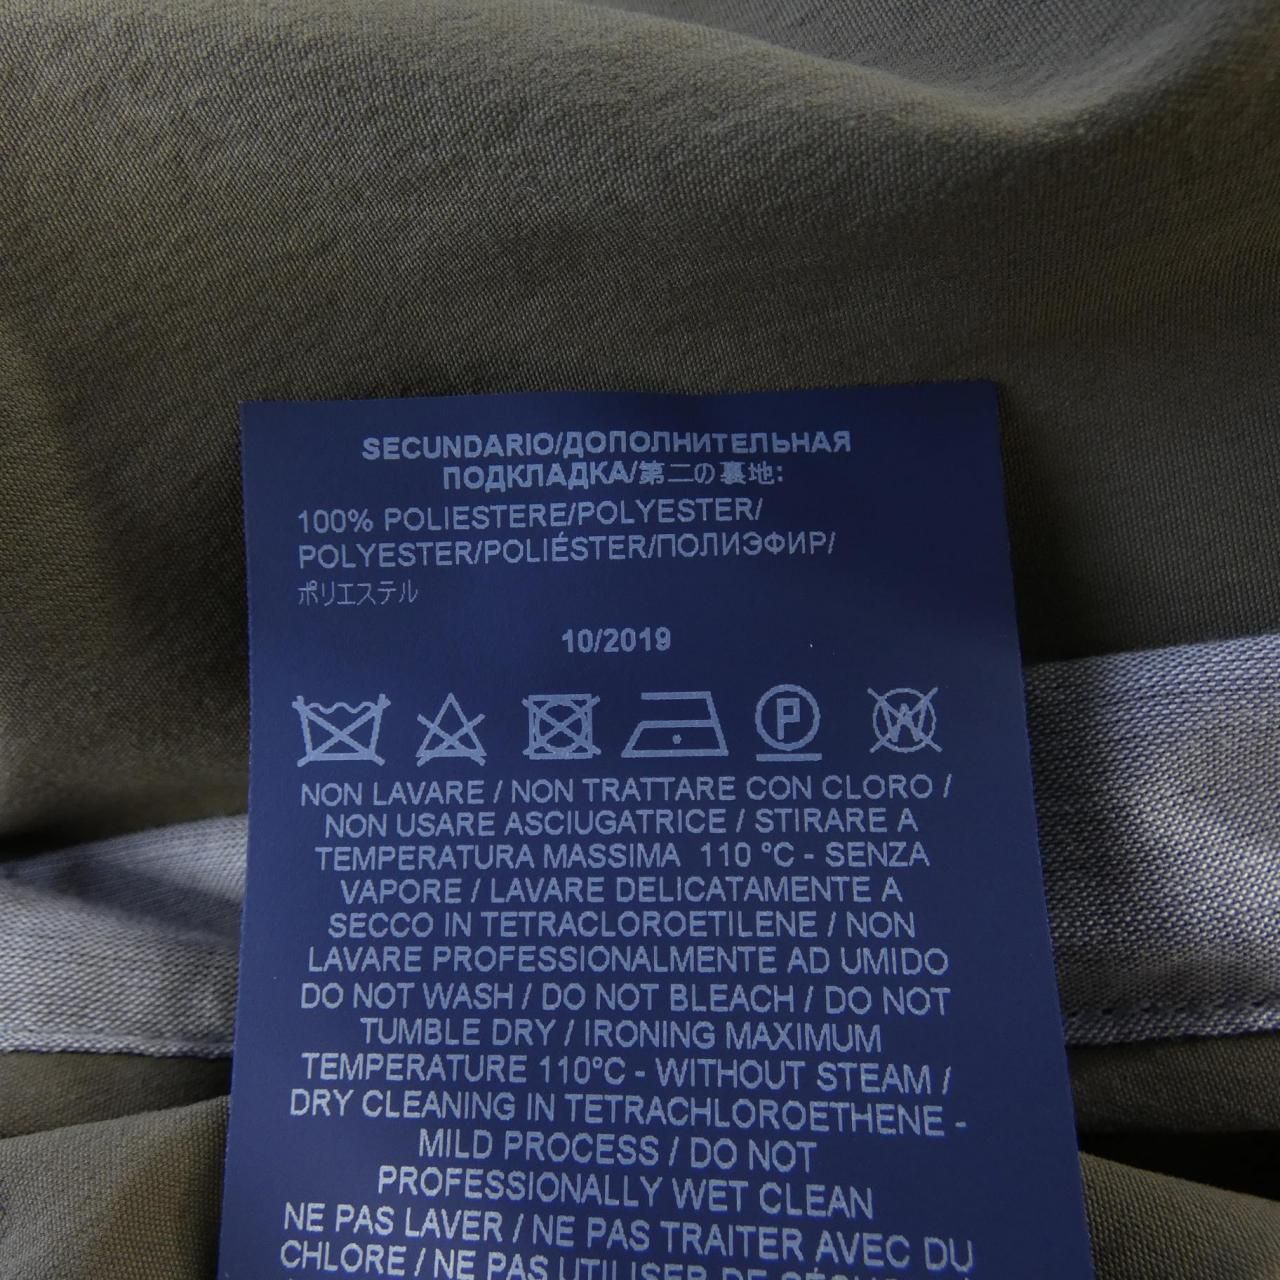 SECUNDARIO/ДОПОЛНИТЕЛЬНАЯ
ПОДКЛАДКА/第二の裏地:
100% POLIESTERE/POLYESTER/
POLYESTER/POLIÉSTER/ПОЛИЭФИР/
ポリエステル
10/2019
P W
NON LAVARE / NON TRATTARE CON CLORO /
NON USARE ASCIUGATRICE / STIRARE A
TEMPERATURA MASSIMA 110 °C - SENZA
VAPORE / LAVARE DELICATAMENTE A
SECCO IN TETRACLOROETILENE / NON
LAVARE PROFESSIONALMENTE AD UMIDO
DO NOT WASH / DO NOT BLEACH / DO NOT
TUMBLE DRY / IRONING MAXIMUM
TEMPERATURE 110°C - WITHOUT STEAM /
DRY CLEANING IN TETRACHLOROETHENE -
MILD PROCESS / DO NOT
PROFESSIONALLY WET CLEAN
NE PAS LAVER / NE PAS TRAITER AVEC DU
CHLORE / NE PAS UTILISER DE